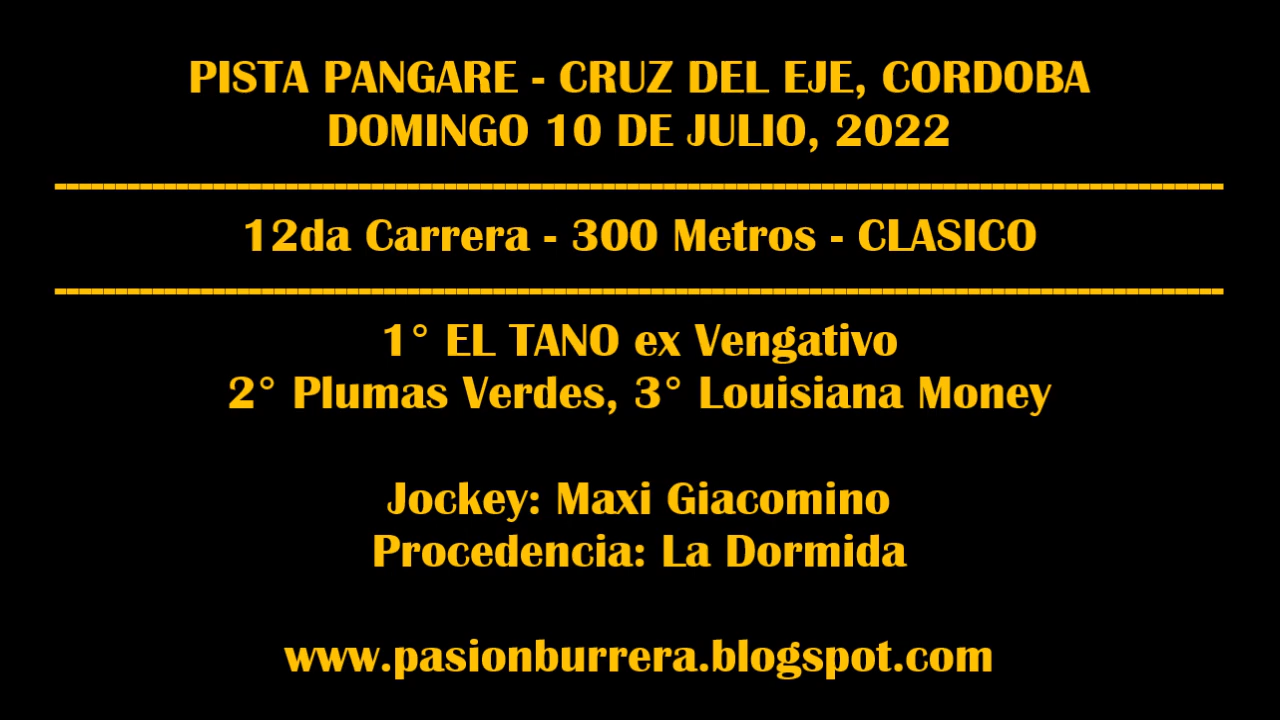 PISTA PANGARE - CRUZ DEL EJE, CORDOBA
DOMINGO 10 DE JULIO, 2022
12da Carrera - 300 Metros - CLASICO
1° EL TANO ex Vengativo
2° Plumas Verdes, 3° Louisiana Money
Jockey: Maxi Giacomino
Procedencia: La Dormida
www.pasionburrera.blogspot.com